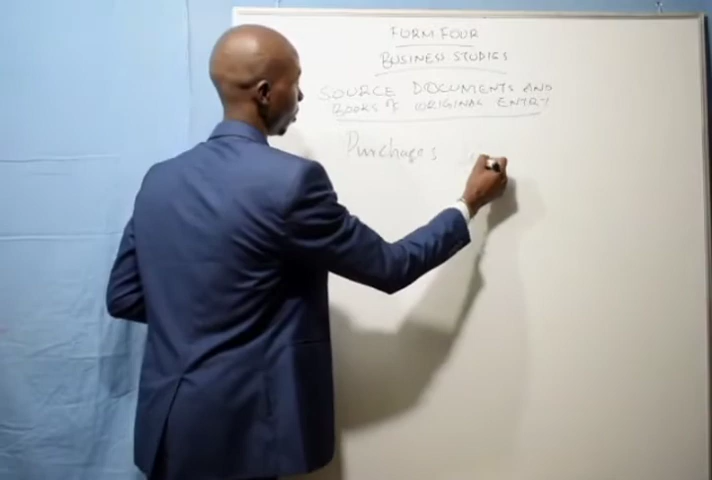 FORM FOUR
BUSINESS STUDIES
SOURCE DOCUMENTS AND
BOOKS OF ORIGINAL ENTRY
Purchases